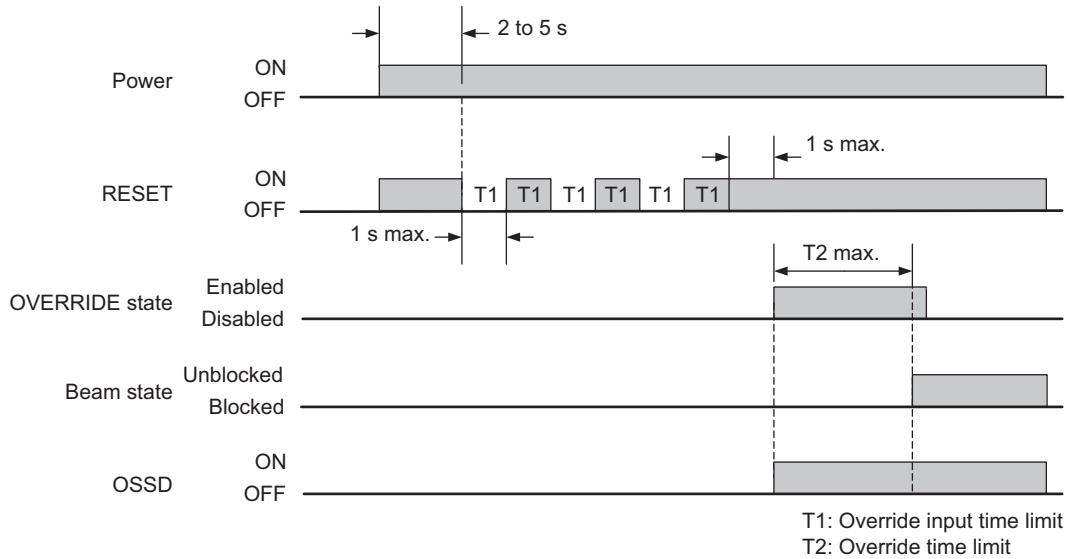 2 to 5 s
Power ON
OFF
1 s max.
RESET ON
OFF
T1 T1 T1 T1 T1 T1
1 s max.
T2 max.
OVERRIDE state Enabled
Disabled
Beam state Unblocked
Blocked
OSSD ON
OFF
T1: Override input time limit
T2: Override time limit